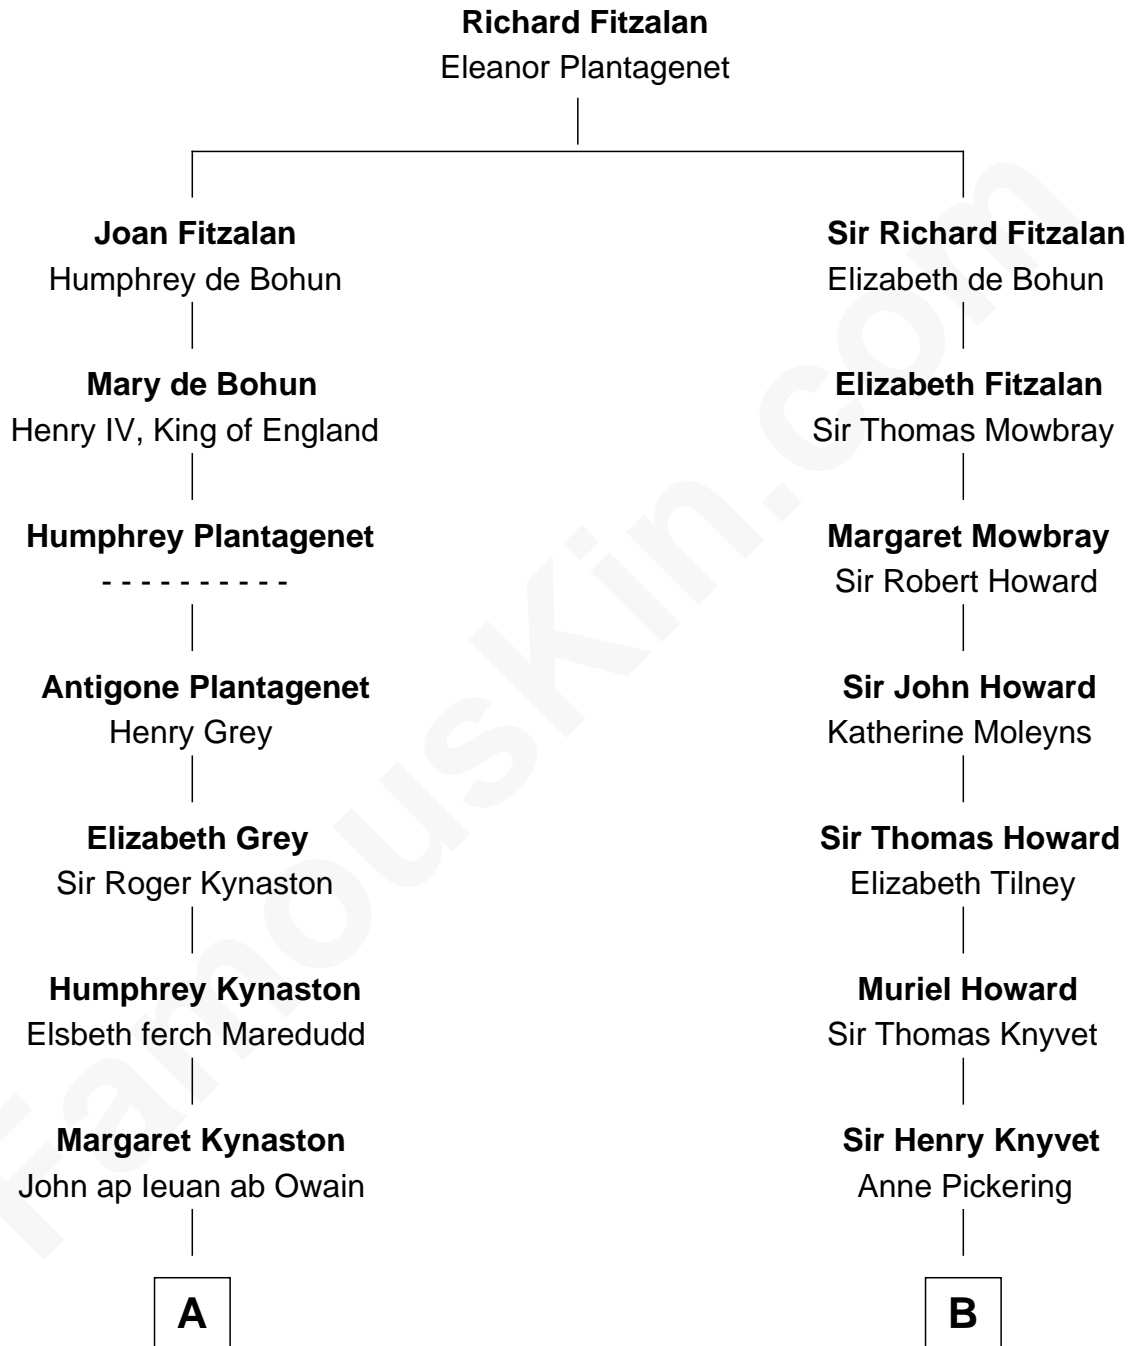 Richard Fitzalan
Eleanor Plantagenet
Joan Fitzalan
Humphrey de Bohun
Sir Richard Fitzalan
Elizabeth de Bohun
Mary de Bohun
Henry IV, King of England
Elizabeth Fitzalan
Sir Thomas Mowbray
Humphrey Plantagenet
- - - - - - - - - -
Margaret Mowbray
Sir Robert Howard
Antigone Plantagenet
Henry Grey
Sir John Howard
Katherine Moleyns
Elizabeth Grey
Sir Roger Kynaston
Sir Thomas Howard
Elizabeth Tilney
Humphrey Kynaston
Elsbeth ferch Maredudd
Muriel Howard
Sir Thomas Knyvet
Margaret Kynaston
John ap Ieuan ab Owain
Sir Henry Knyvet
Anne Pickering
A
B
FamousKin.com